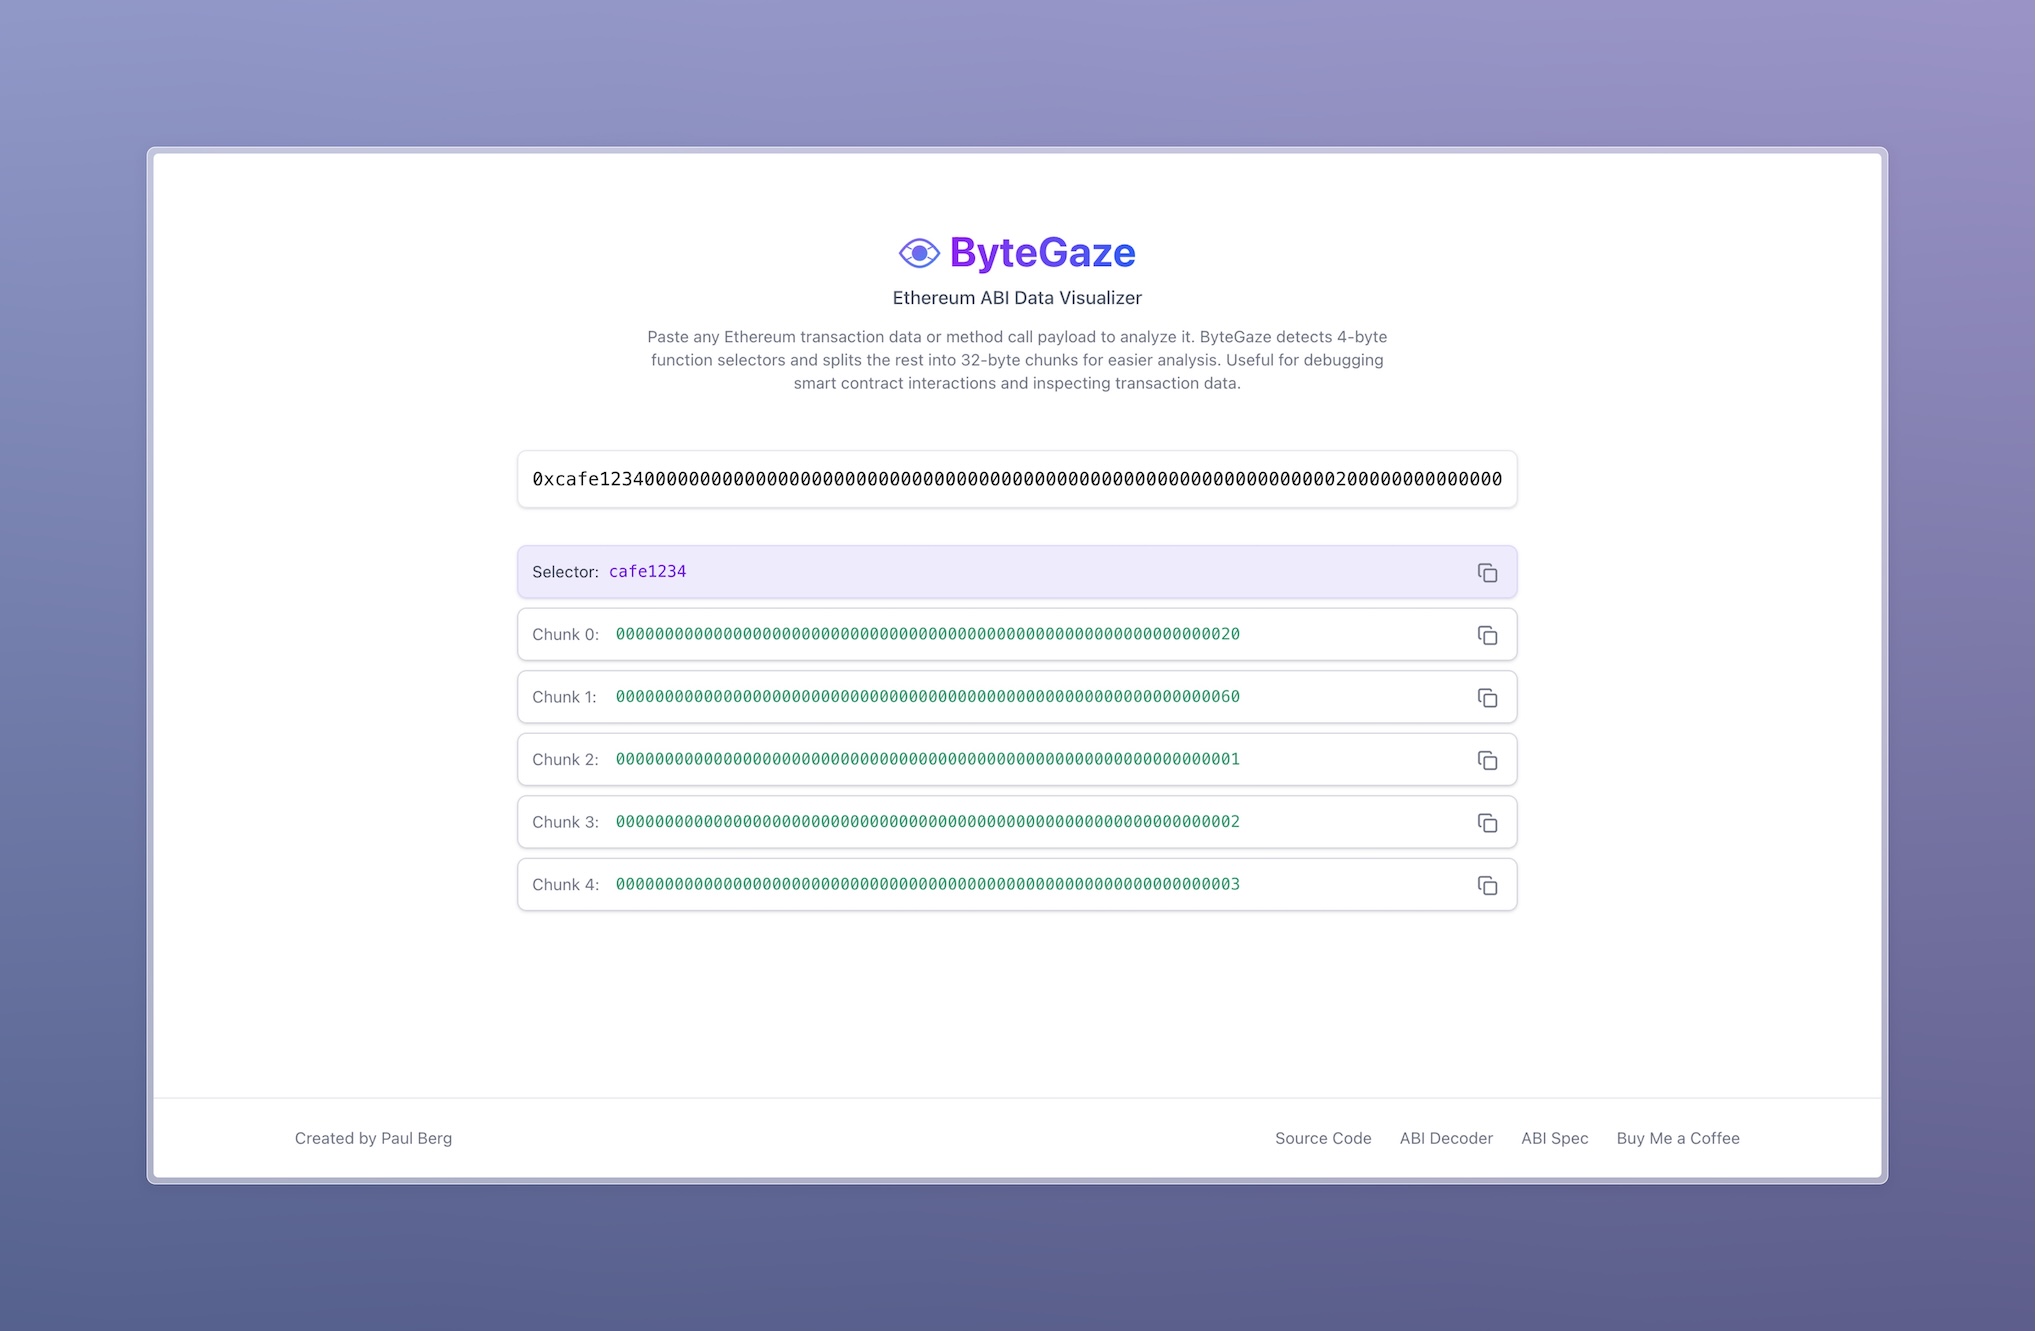 ByteGaze
Ethereum ABI Data Visualizer
Paste any Ethereum transaction data or method call payload to analyze it. ByteGaze detects 4-byte
function selectors and splits the rest into 32-byte chunks for easier analysis. Useful for debugging
smart contract interactions and inspecting transaction data.
0xcafe12340000000000000000000000000000000000000000000000000000000000000020000000000000
Selector: cafe1234
Chunk 0: 0000000000000000000000000000000000000000000000000000000000000020
Chunk 1: 0000000000000000000000000000000000000000000000000000000000000060
Chunk 2: 0000000000000000000000000000000000000000000000000000000000000001
Chunk 3: 0000000000000000000000000000000000000000000000000000000000000002
Chunk 4: 0000000000000000000000000000000000000000000000000000000000000003
Created by Paul Berg
Source Code ABI Decoder ABI Spec Buy Me a Coffee